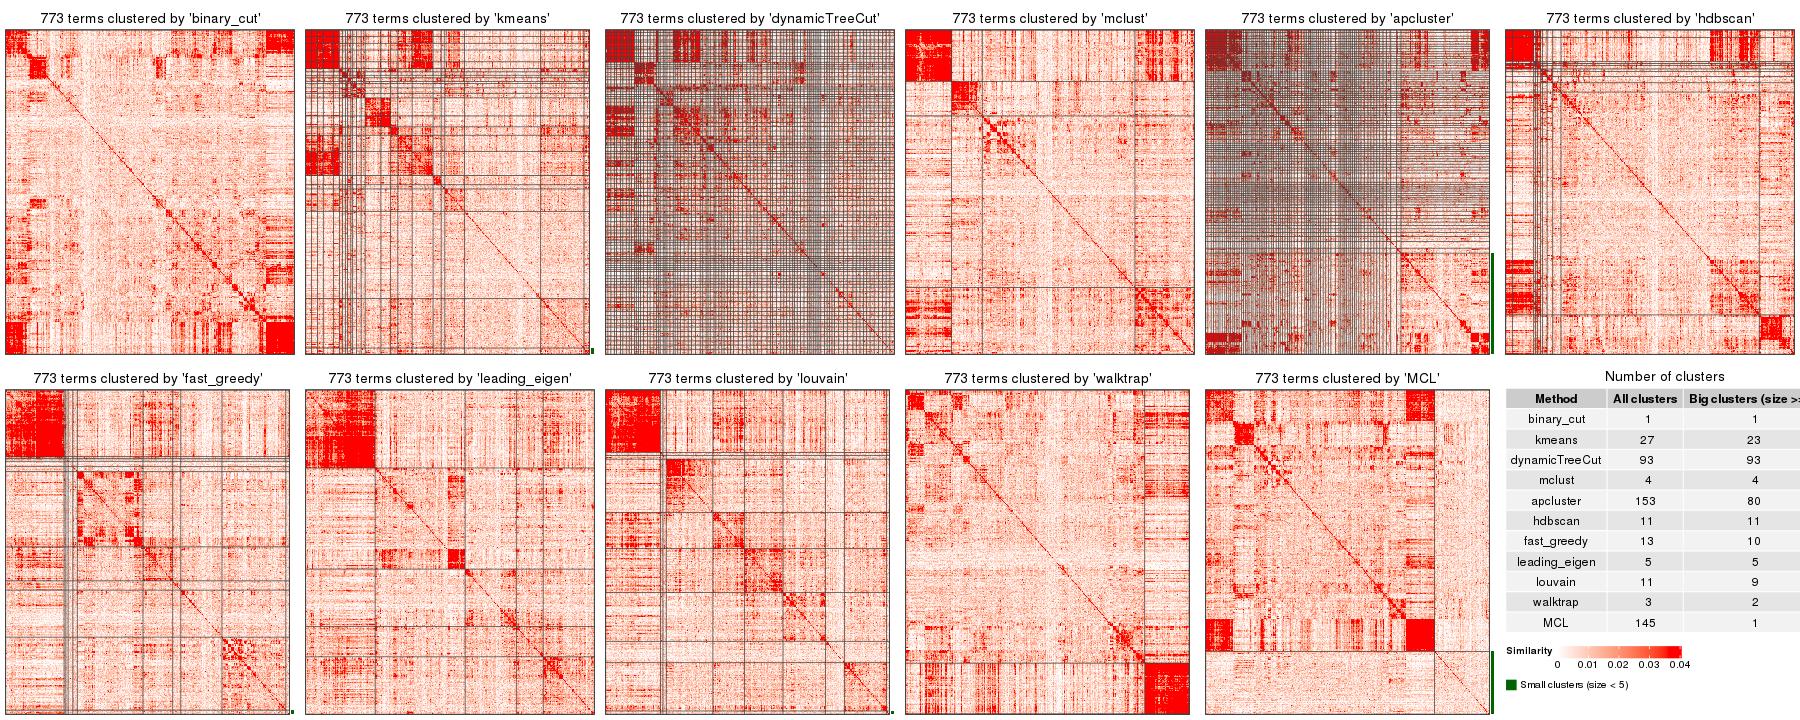 773 terms clustered by 'binary_cut'
773 terms clustered by 'kmeans'
773 terms clustered by 'dynamicTreeCut'
773 terms clustered by 'mclust'
773 terms clustered by 'apcluster'
773 terms clustered by 'hdbscan'
773 terms clustered by 'fast_greedy'
773 terms clustered by 'leading_eigen'
773 terms clustered by 'louvain'
773 terms clustered by 'walktrap'
773 terms clustered by 'MCL'
Number of clusters
Method All clusters Big clusters (size >=
binary_cut 1 1
kmeans 27 23
dynamicTreeCut 93 93
mclust 4 4
apcluster 153 80
hdbscan 11 11
fast_greedy 13 10
leading_eigen 5 5
louvain 11 9
walktrap 3 2
MCL 145 1
Similarity
0 0.01 0.02 0.03 0.04
Small clusters (size < 5)